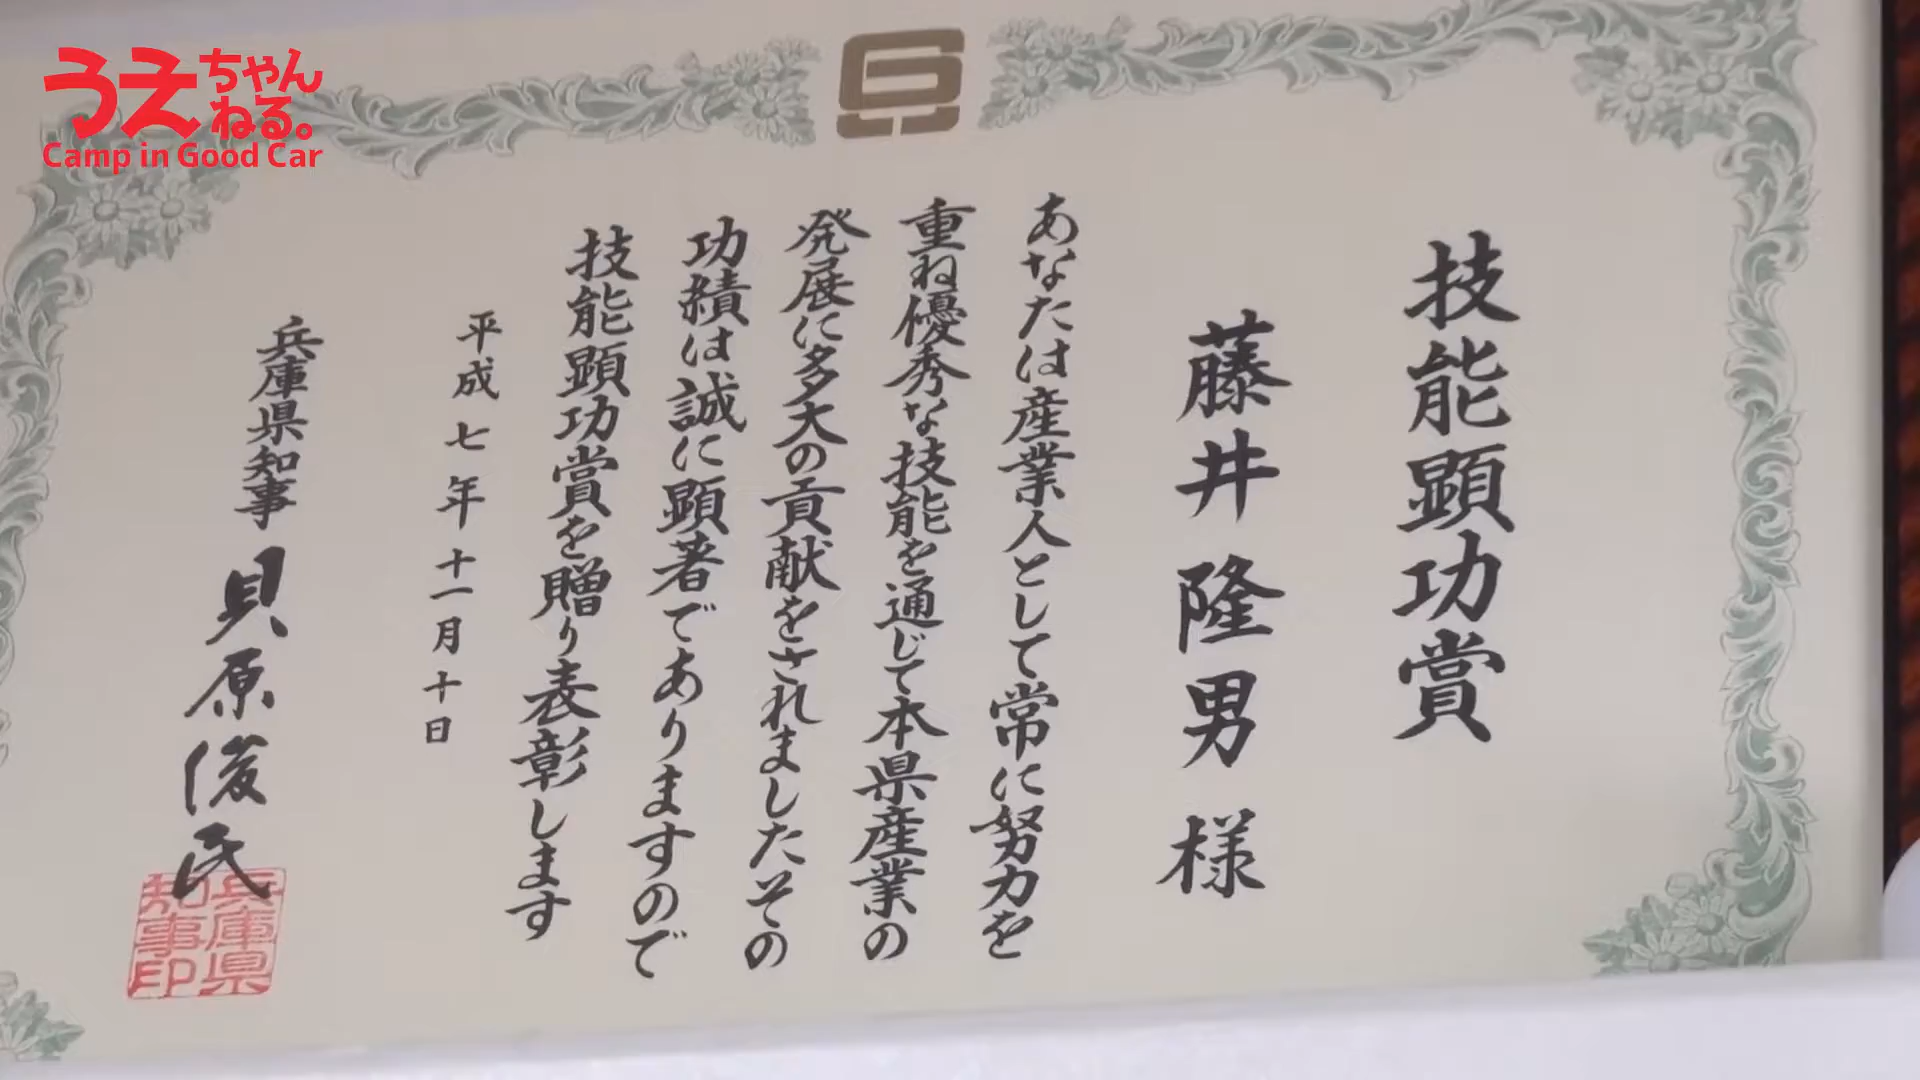 うえちゃんねる。
Camp in Good Car
技能顕功賞
藤井隆男様
あなたは産業人として常に努力を
重ね優秀な技能を通じて本県産業の
発展に多大の貢献をされましたその
功績は誠に顕著でありますので
技能顕功賞を贈り表彰します
平成七年十一月十日
兵庫県知事 貝原俊民
兵庫県
知事印